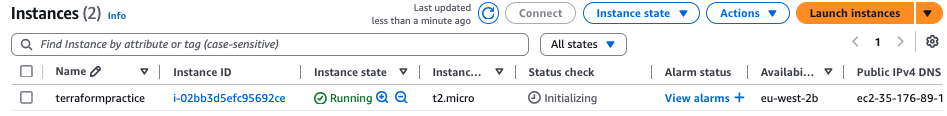 Instances (2) Info
Last updated
less than a minute ago
Connect
Instance state
Actions
Launch instances
Find Instance by attribute or tag (case-sensitive)
All states
1
Name Instance ID Instance state Instanc... Status check Alarm status Availabi... Public IPv4 DNS
terraformpractice i-02bb3d5efc95692ce Running t2.micro Initializing View alarms + eu-west-2b ec2-35-176-89-1